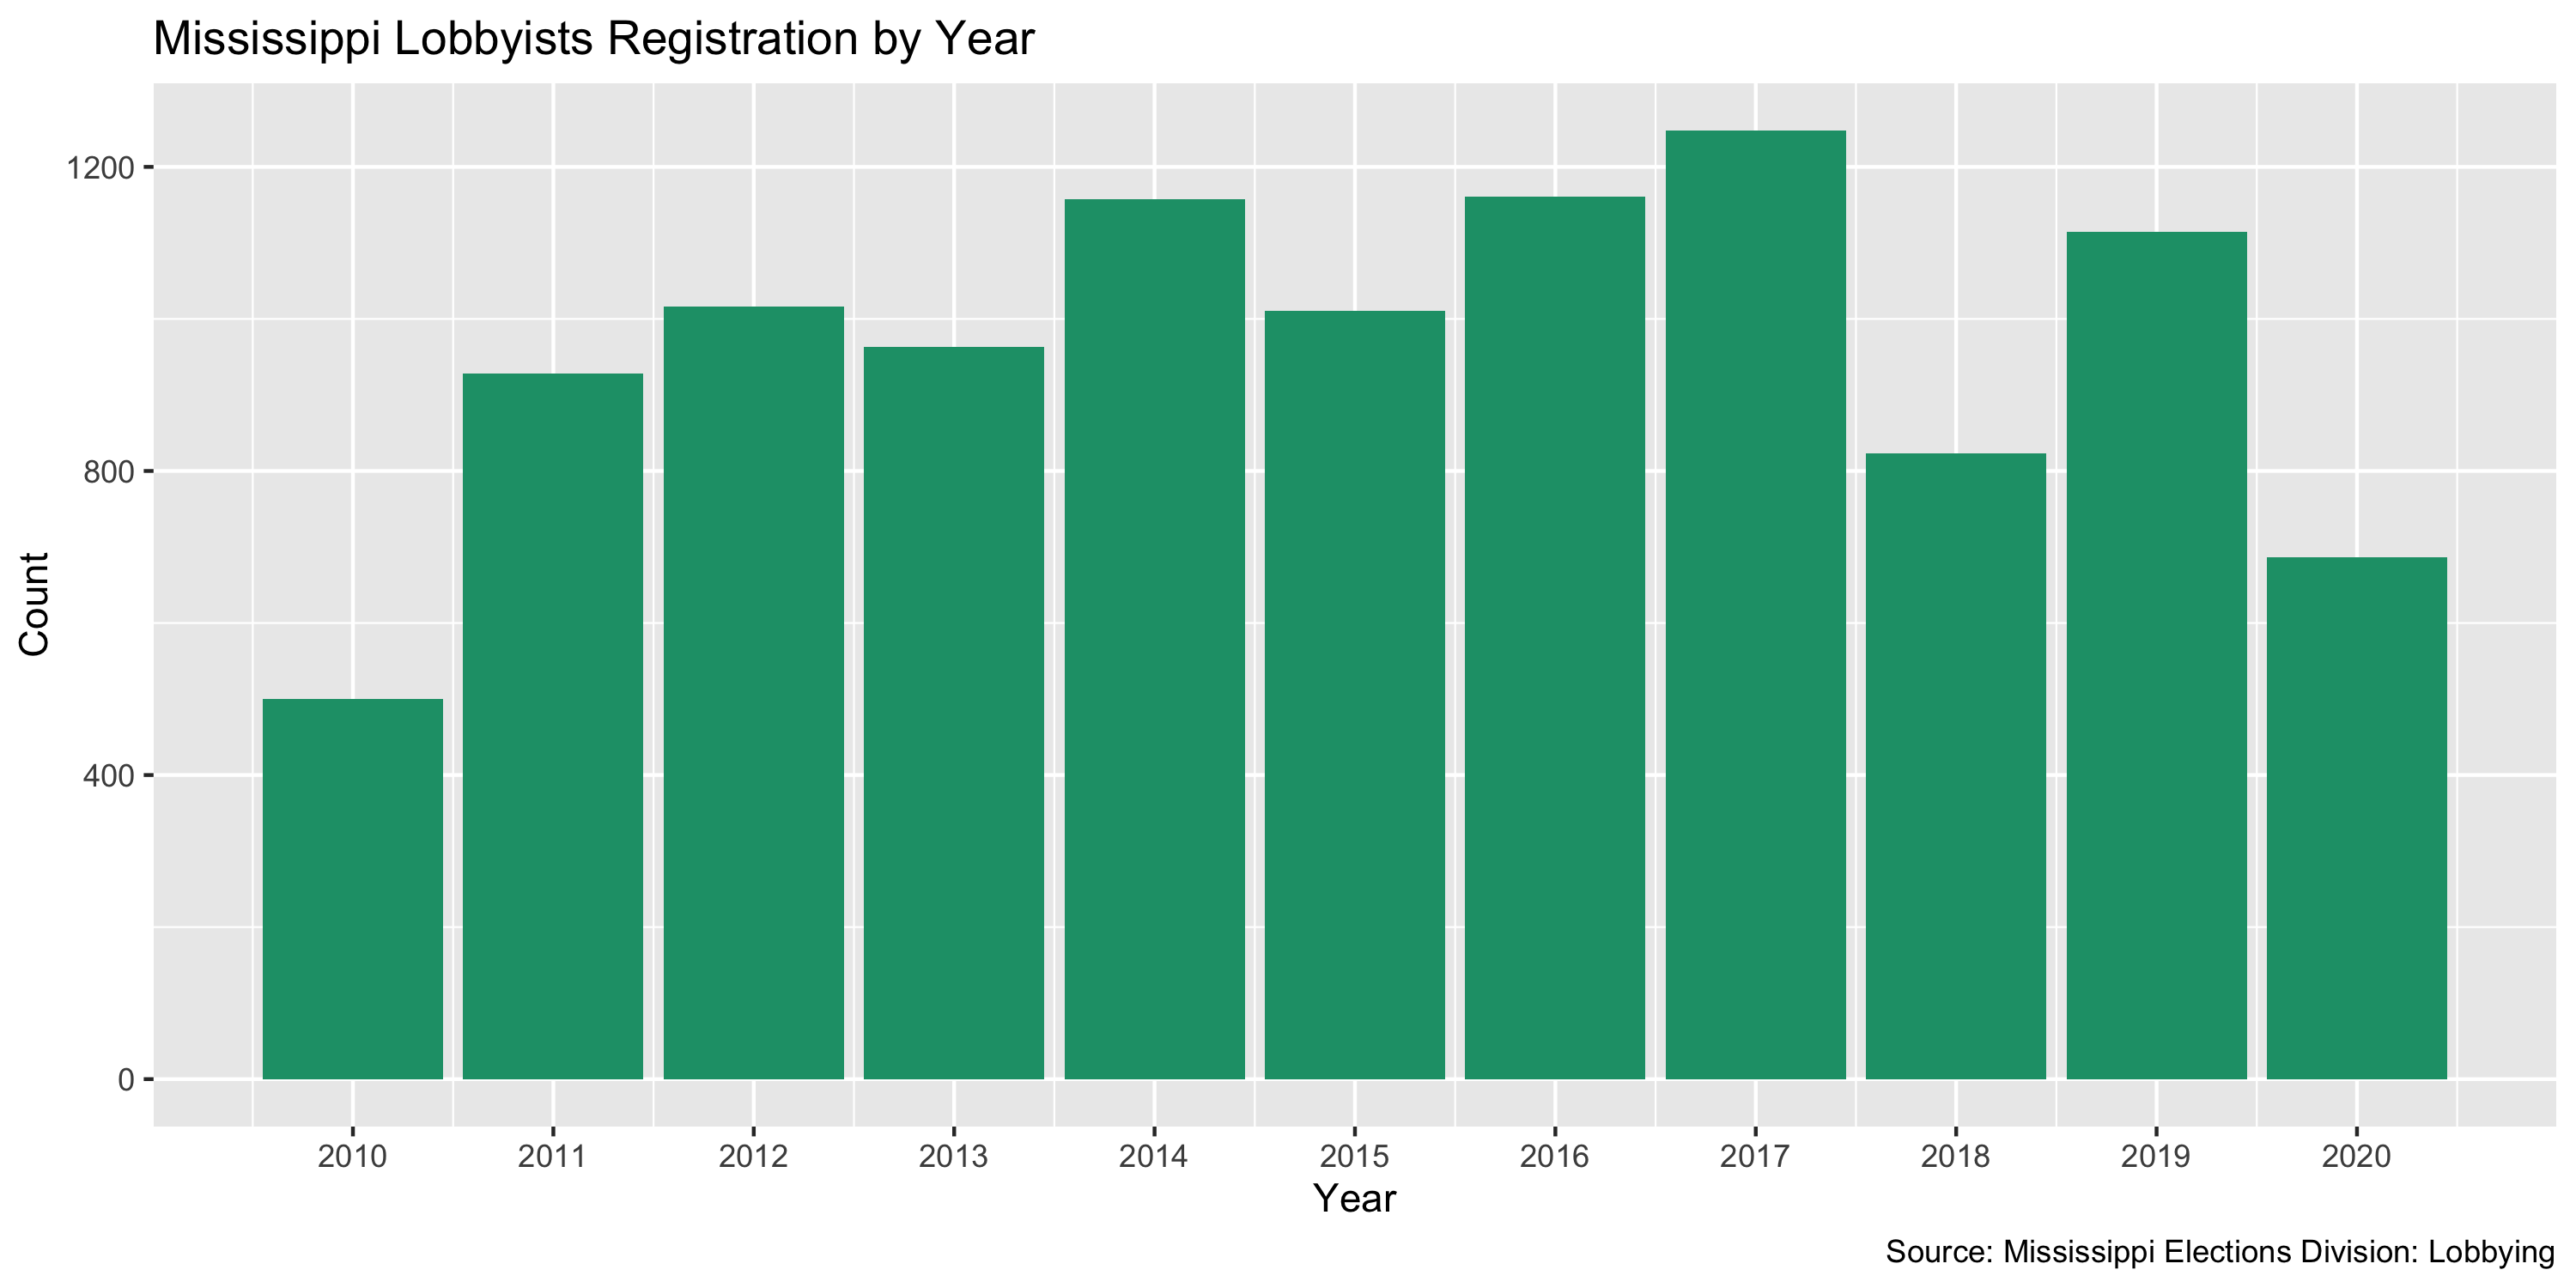 Mississippi Lobbyists Registration by Year
1200
800
400
0
Count
2010 2011 2012 2013 2014 2015 2016 2017 2018 2019 2020
Year
Source: Mississippi Elections Division: Lobbying